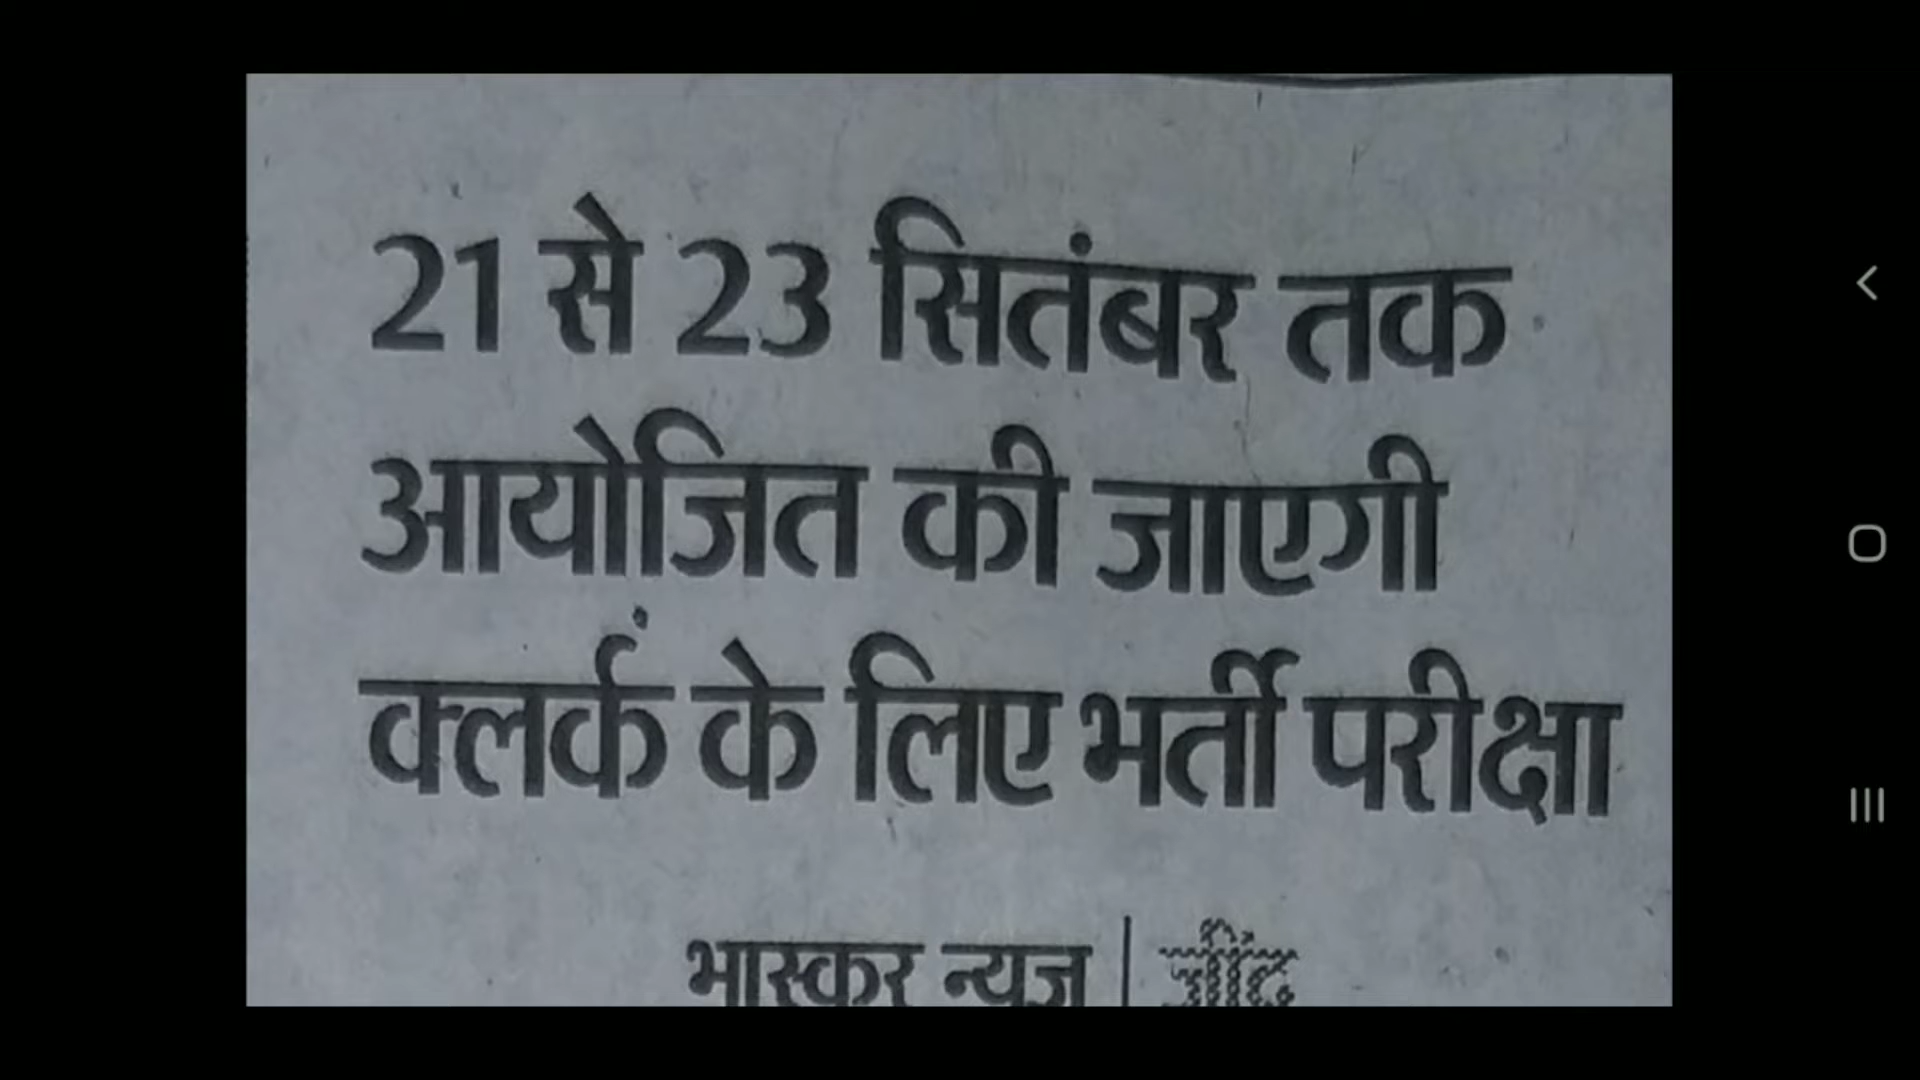 21 से 23 सितंबर तक
आयोजित की जाएगी
क्लर्क के लिए भर्ती परीक्षा
भास्कर न्यूज | जींद